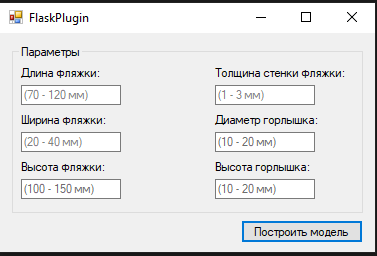 FlaskPlugin
Параметры
Длина фляжки:
(70 - 120 мм)
Толщина стенки фляжки:
(1 - 3 мм)
Ширина фляжки:
(20 - 40 мм)
Диаметр горлышка:
(10 - 20 мм)
Высота фляжки:
(100 - 150 мм)
Высота горлышка:
(10 - 20 мм)
Построить модель